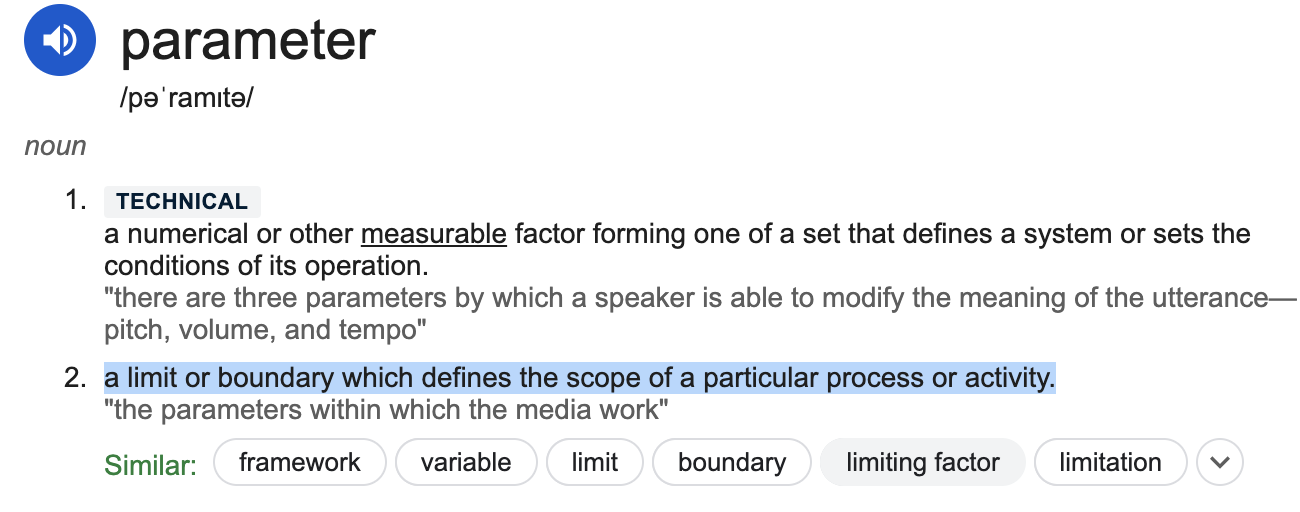 parameter
/pəˈramɪtə/
noun
1. TECHNICAL
a numerical or other measurable factor forming one of a set that defines a system or sets the
conditions of its operation.
"there are three parameters by which a speaker is able to modify the meaning of the utterance—
pitch, volume, and tempo"
2. a limit or boundary which defines the scope of a particular process or activity.
"the parameters within which the media work"
Similar: framework variable limit boundary limiting factor limitation